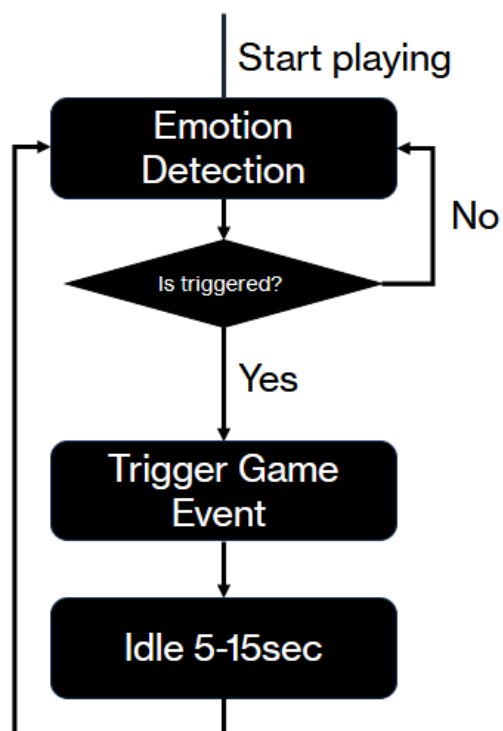 Start playing
Emotion
Detection
No
Is triggered?
Yes
Trigger Game
Event
Idle 5-15sec